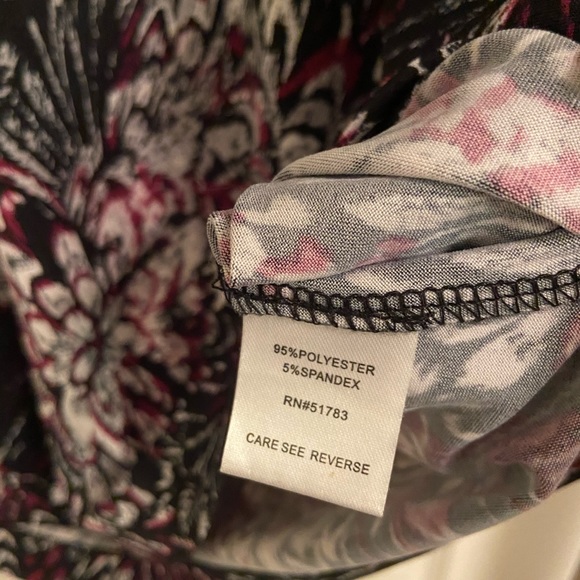 95%POLYESTER
5%SPANDEX
RN#51783
CARE SEE REVERSE